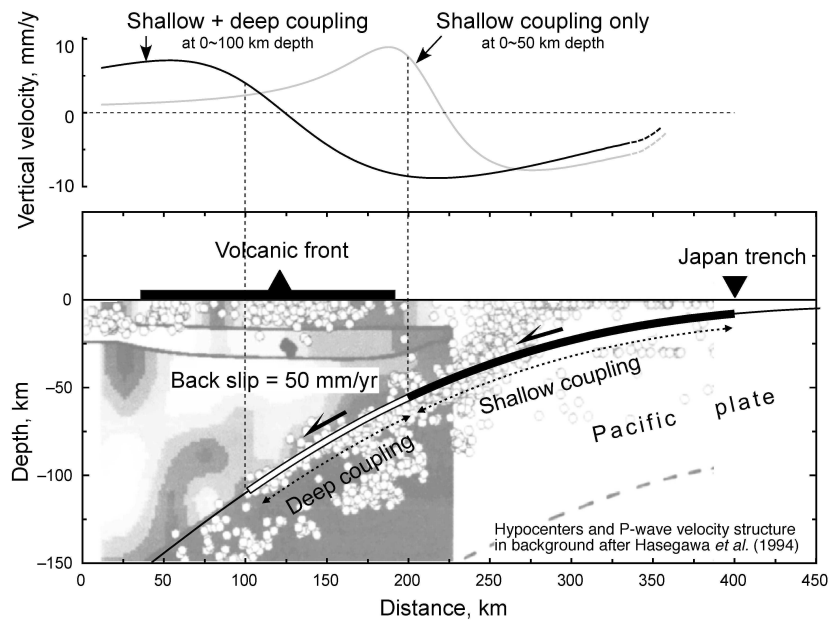 Shallow + deep coupling
at 0~100 km depth
Shallow coupling only
at 0~50 km depth
Vertical velocity, mm/y
10
0
-10
Volcanic front
Japan trench
Depth, km
0
−50
−100
−150
Back slip = 50 mm/yr
Shallow coupling
Deep coupling
Pacific plate
Hypocenters and P-wave velocity structure
in background after Hasegawa et al. (1994)
0 50 100 150 200 250 300 350 400 450
Distance, km